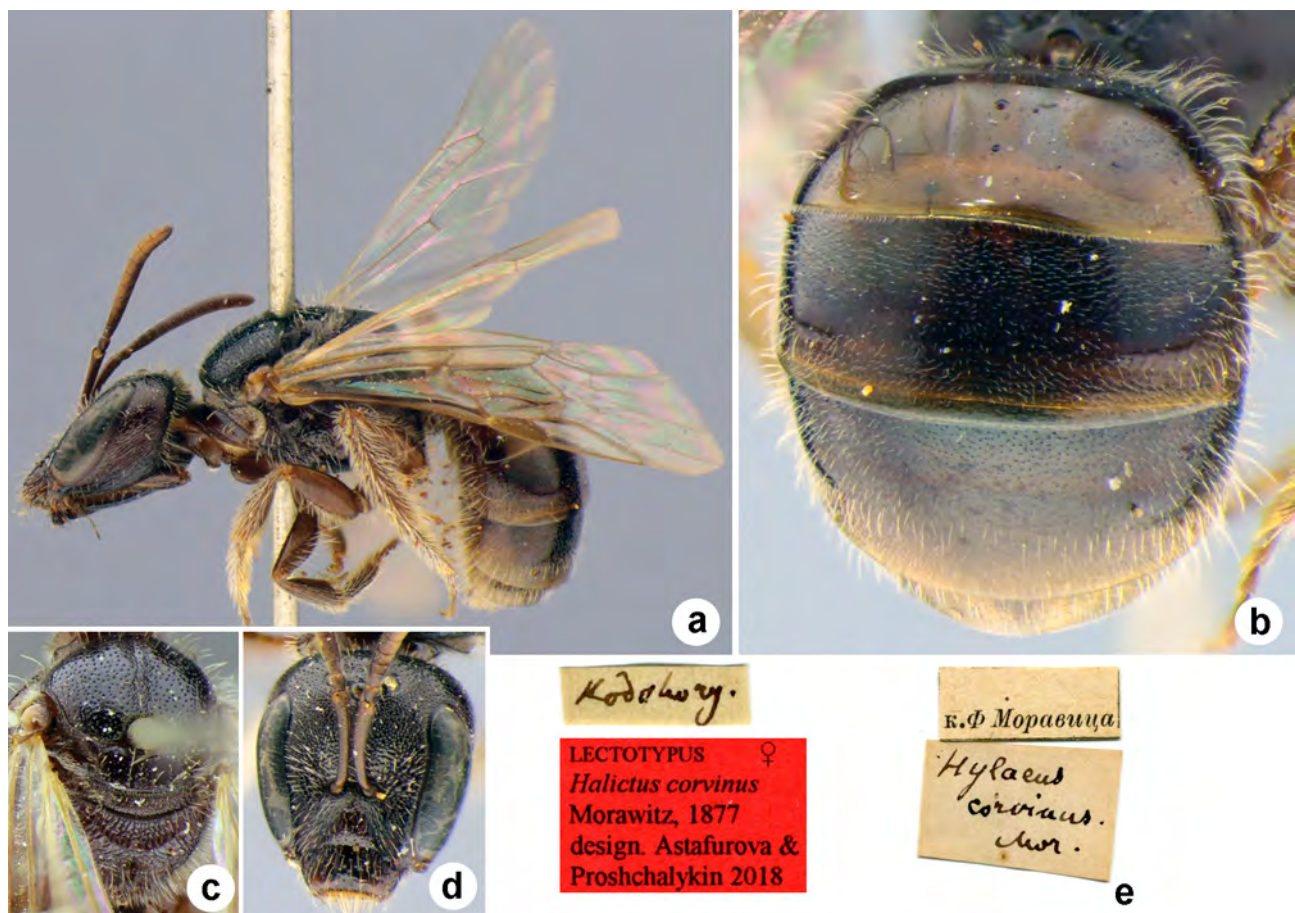 a
b
c
d
Kodshory.
LECTOTYPUS ♀
Halictus corvinus
Morawitz, 1877
design. Astafurova &
Proshchalykin 2018
к.Ф Моравица
Hylaeus
corvinus.
Mor.
e